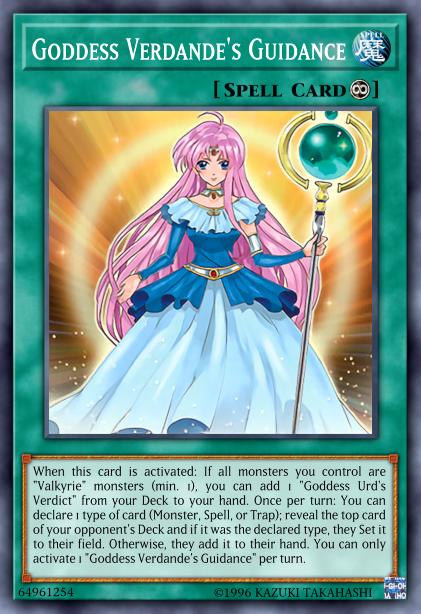 GODDESS VERDANDE'S GUIDANCE
SPELL
魔
[SPELL CARD]
When this card is activated: If all monsters you control are
"Valkyrie" monsters (min. 1), you can add 1 "Goddess Urd's
Verdict" from your Deck to your hand. Once per turn: You can
declare 1 type of card (Monster, Spell, or Trap); reveal the top card
of your opponent's Deck and if it was the declared type, they Set it
to their field. Otherwise, they add it to their hand. You can only
activate 1 "Goddess Verdande's Guidance" per turn.
64961254
©1996 KAZUKI TAKAHASHI